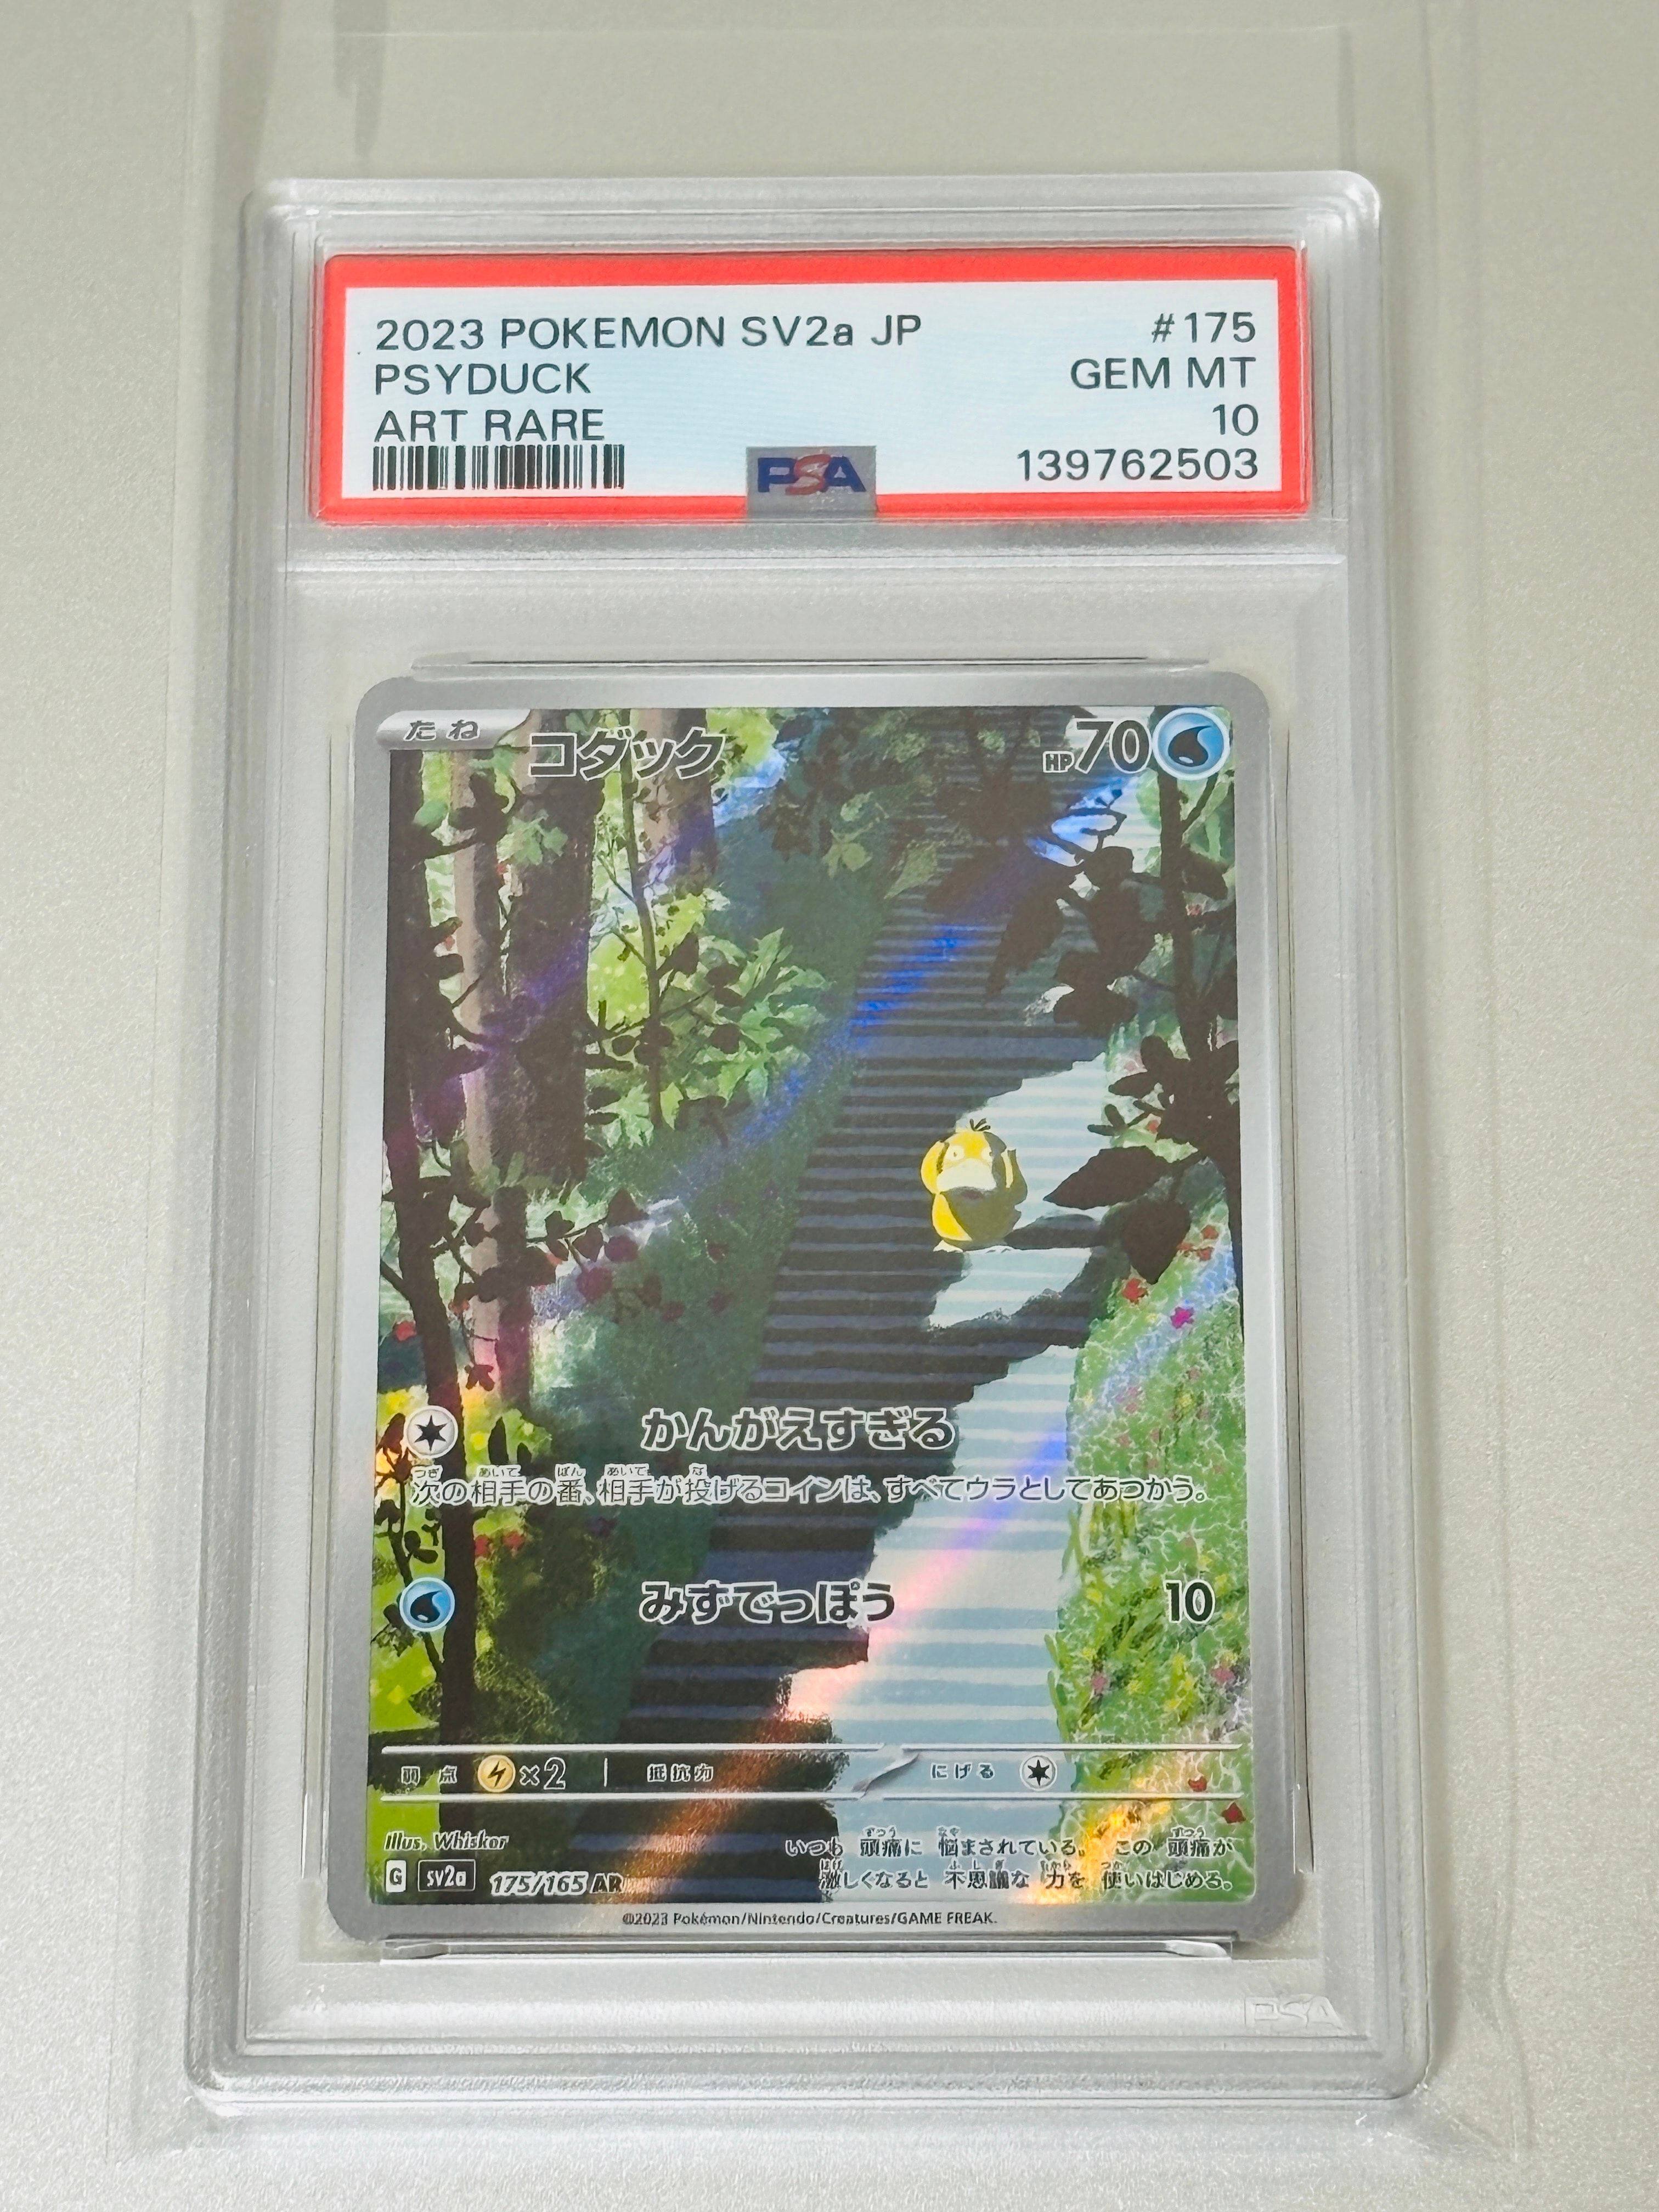 2023 POKEMON SV2a JP #175
PSYDUCK GEM MT
ART RARE 10
PSA 139762503
たね コダック HP70
かんがえすぎる
次の相手の番、相手が投げるコインは、すべてウラとしてあつかう。
みずでっぽう 10
弱点 ×2 抵抗力 にげる
Illus. Whisker
いつも 頭痛に 悩まされている。 この 頭痛が
激しくなると 不思議な 力を 使いはじめる。
G sv2a 175/165 AR
©2023 Pokémon/Nintendo/Creatures/GAME FREAK.
PSA